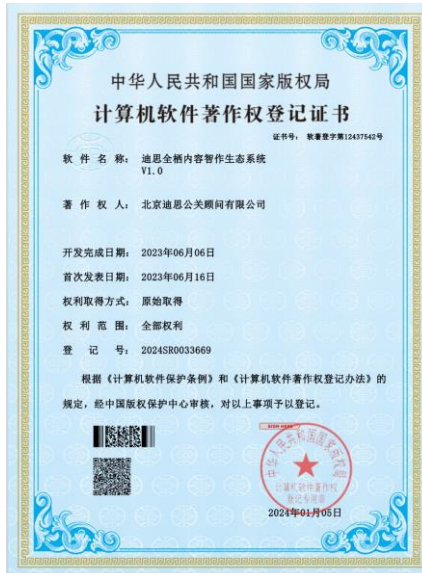 中华人民共和国国家版权局
计算机软件著作权登记证书
证书号： 软著登字第12437542号
软件名称： 迪思全栖内容智作生态系统
V1.0
著作权人： 北京迪思公关顾问有限公司
开发完成日期： 2023年06月06日
首次发表日期： 2023年06月16日
权利取得方式： 原始取得
权利范围： 全部权利
登记号： 2024SR0033669
根据《计算机软件保护条例》和《计算机软件著作权登记办法》的
规定，经中国版权保护中心审核，对以上事项予以登记。
中华人民共和国国家版权局
计算机软件著作权
登记专用章
2024年01月05日